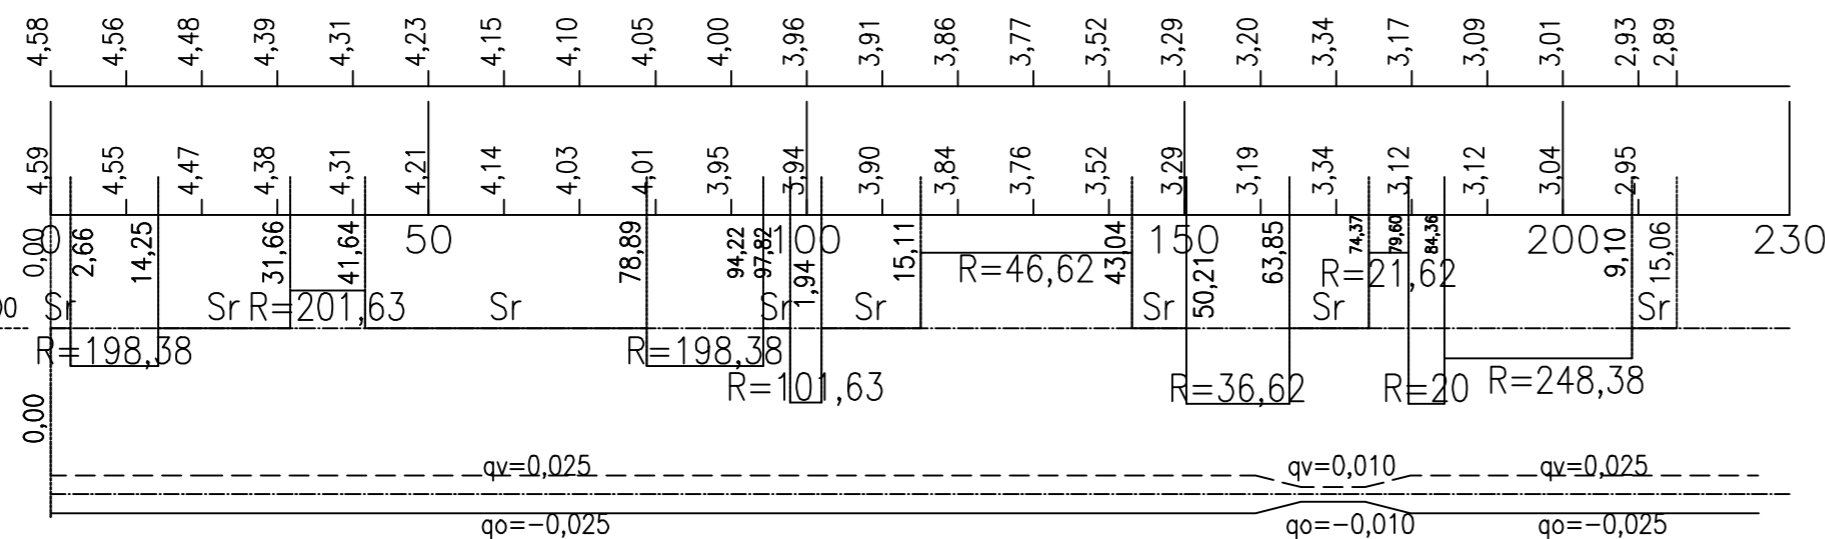 4,58 4,56 4,48 4,39 4,31 4,23 4,15 4,10 4,05 4,00 3,96 3,91 3,86 3,77 3,52 3,29 3,20 3,34 3,17 3,09 3,01 2,93 2,89
4,59 4,55 4,47 4,38 4,31 4,21 4,14 4,03 4,01 3,95 3,94 3,90 3,84 3,76 3,52 3,29 3,19 3,34 3,12 3,12 3,04 2,95
0 50 100 150 200 230
0,00 2,66 14,25 31,66 41,64 78,89 94,22 97,82 1,94 15,11 43,04 50,21 63,85 74,37 79,60 84,36 9,10 15,06
R=46,62 R=21,62
Sr Sr R=201,63 Sr Sr Sr Sr Sr Sr
R=198,38 R=198,38
R=101,63 R=36,62 R=20 R=248,38
0,00
qv=0,025 qv=0,010 qv=0,025
qo=-0,025 qo=-0,010 qo=-0,025